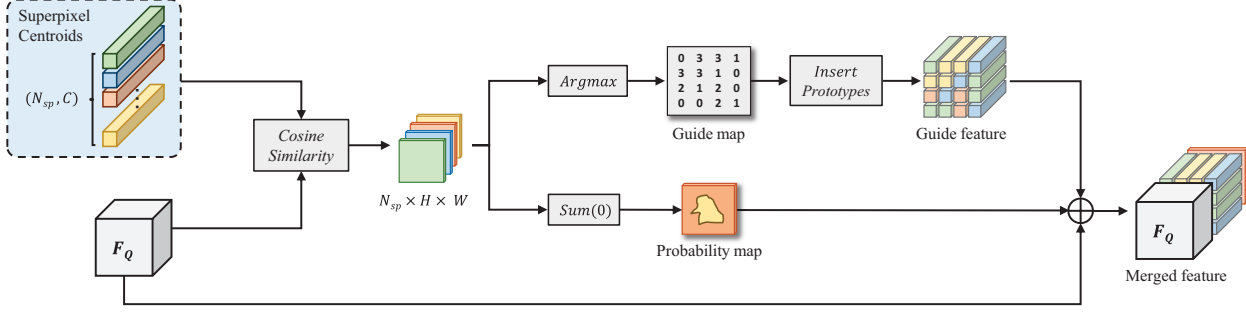 Superpixel
Centroids
(N_sp, C)
F_Q
Cosine
Similarity
N_sp × H × W
Argmax
0 3 3 1
3 3 1 0
2 1 2 0
0 0 2 1
Guide map
Insert
Prototypes
Guide feature
Sum(0)
Probability map
F_Q
Merged feature